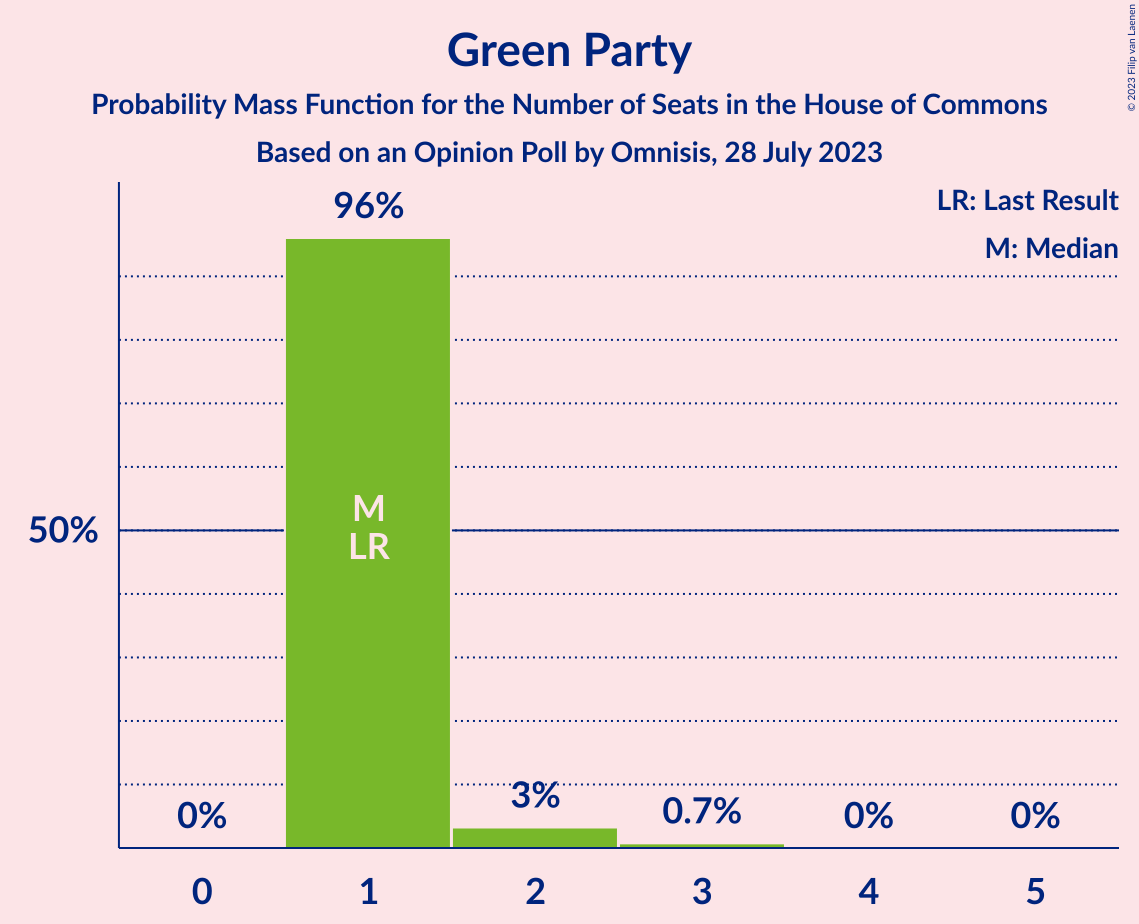 Green Party
Probability Mass Function for the Number of Seats in the House of Commons
Based on an Opinion Poll by Omnisis, 28 July 2023
© 2023 Filip van Laenen
LR: Last Result
M: Median
96%
50%
M
LR
0%
3%
0.7%
0%
0%
0
1
2
3
4
5